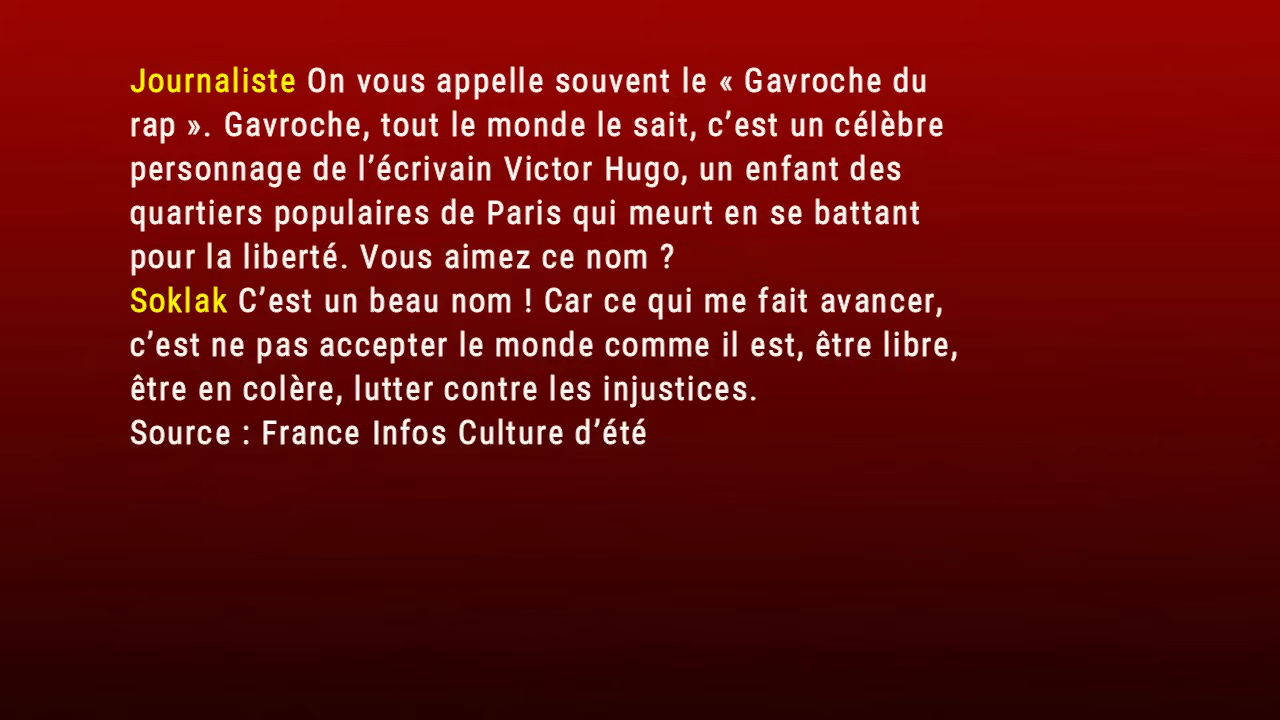 Journaliste On vous appelle souvent le « Gavroche du
rap ». Gavroche, tout le monde le sait, c’est un célèbre
personnage de l’écrivain Victor Hugo, un enfant des
quartiers populaires de Paris qui meurt en se battant
pour la liberté. Vous aimez ce nom ?
Soklak C’est un beau nom ! Car ce qui me fait avancer,
c’est ne pas accepter le monde comme il est, être libre,
être en colère, lutter contre les injustices.
Source : France Infos Culture d’été